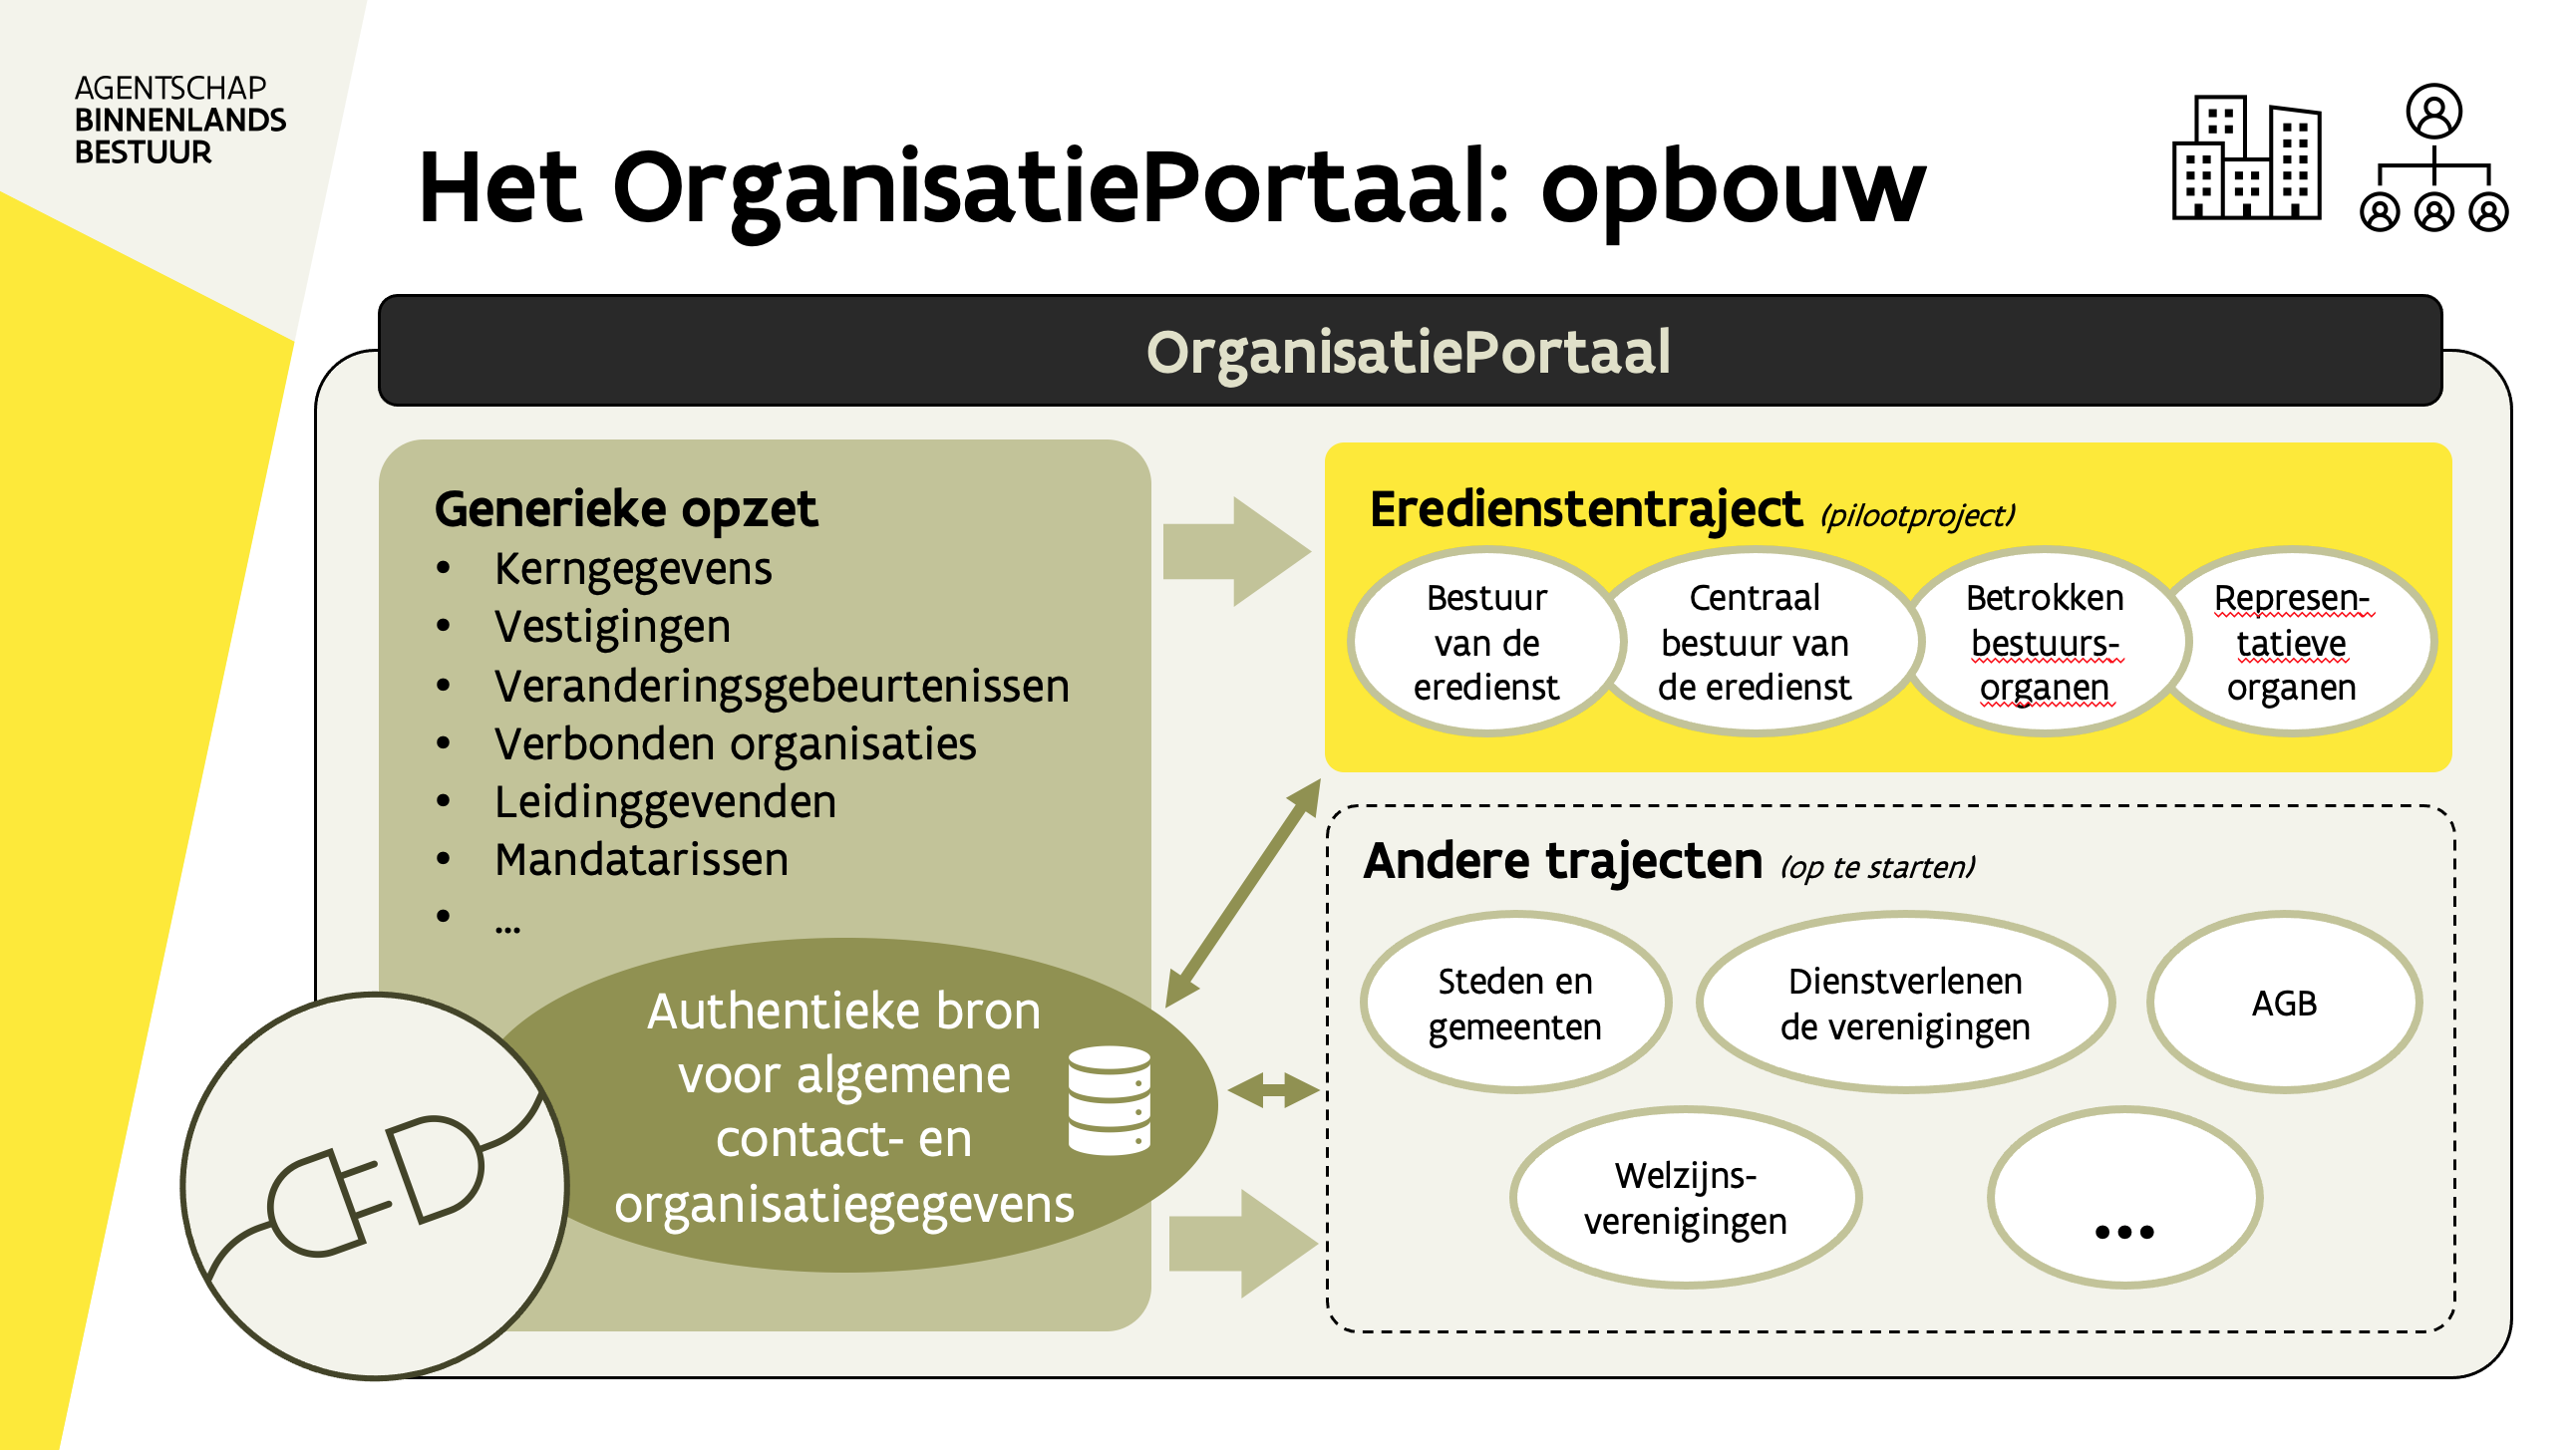 AGENTSCHAP
BINNENLANDS
BESTUUR
Het OrganisatiePortaal: opbouw
OrganisatiePortaal
Generieke opzet
• Kerngegevens
• Vestigingen
• Veranderingsgebeurtenissen
• Verbonden organisaties
• Leidinggevenden
• Mandatarissen
• ...
Authentieke bron
voor algemene
contact- en
organisatiegegevens
Eredienstentraject (pilootproject)
Bestuur
van de
eredienst
Centraal
bestuur van
de eredienst
Betrokken
bestuurs-
organen
Represen-
tatieve
organen
Andere trajecten (op te starten)
Steden en
gemeenten
Dienstverlenen
de verenigingen
AGB
Welzijns-
verenigingen
...